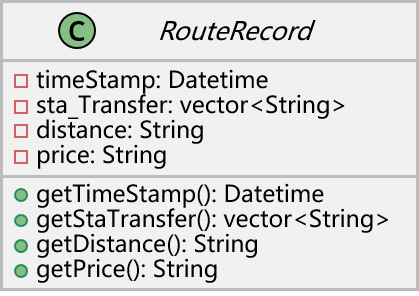 C RouteRecord
timeStamp: Datetime
sta_Transfer: vector<String>
distance: String
price: String
getTimeStamp(): Datetime
getStaTransfer(): vector<String>
getDistance(): String
getPrice(): String